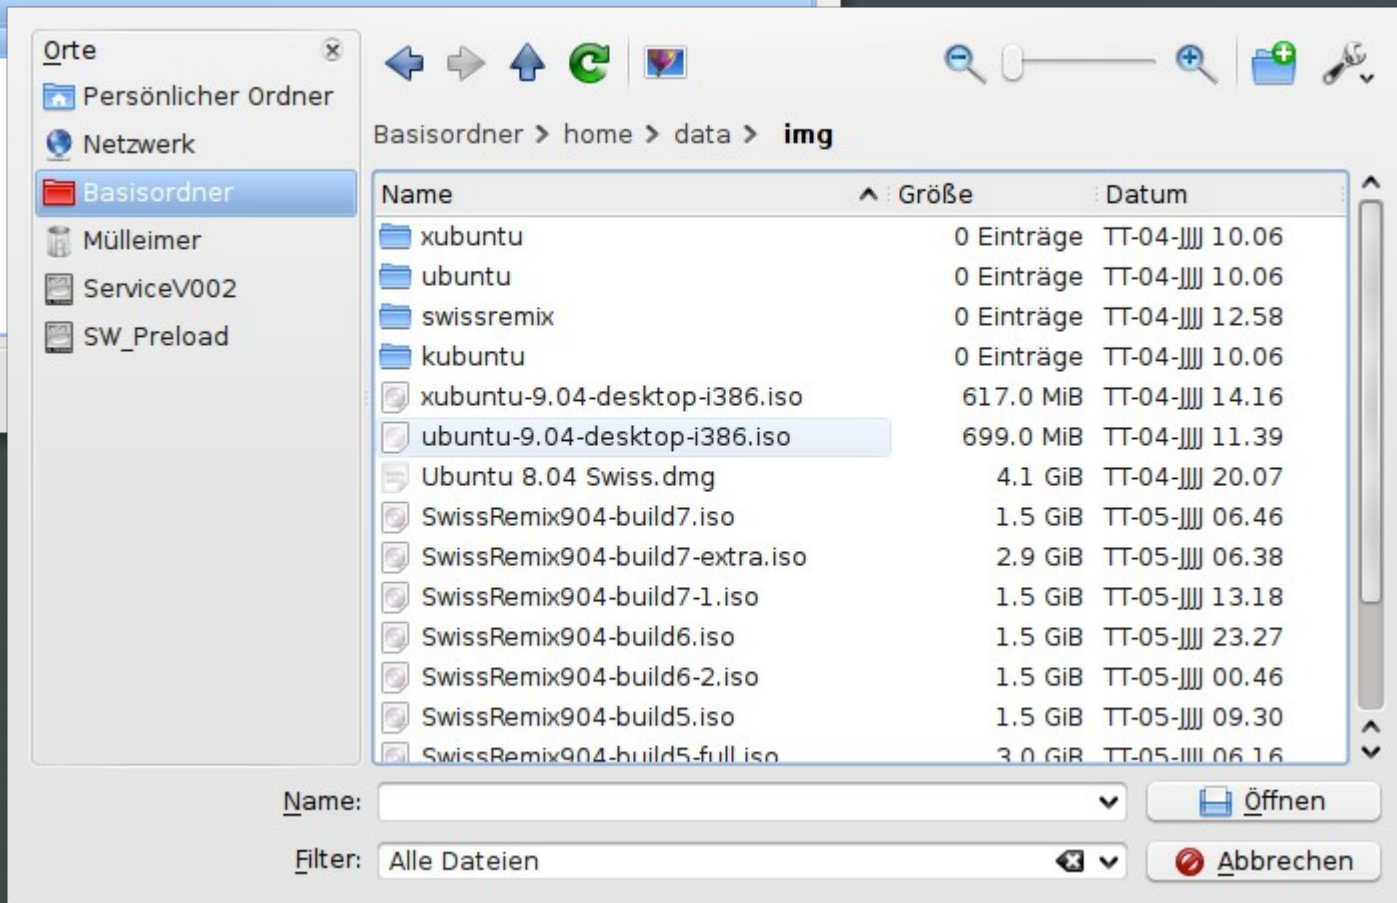 Orte
Persönlicher Ordner
Netzwerk
Basisordner
Mülleimer
ServiceV002
SW_Preload
Basisordner > home > data > img
Name Größe Datum
xubuntu 0 Einträge TT-04-JJJJ 10.06
ubuntu 0 Einträge TT-04-JJJJ 10.06
swissremix 0 Einträge TT-04-JJJJ 12.58
kubuntu 0 Einträge TT-04-JJJJ 10.06
xubuntu-9.04-desktop-i386.iso 617.0 MiB TT-04-JJJJ 14.16
ubuntu-9.04-desktop-i386.iso 699.0 MiB TT-04-JJJJ 11.39
Ubuntu 8.04 Swiss.dmg 4.1 GiB TT-04-JJJJ 20.07
SwissRemix904-build7.iso 1.5 GiB TT-05-JJJJ 06.46
SwissRemix904-build7-extra.iso 2.9 GiB TT-05-JJJJ 06.38
SwissRemix904-build7-1.iso 1.5 GiB TT-05-JJJJ 13.18
SwissRemix904-build6.iso 1.5 GiB TT-05-JJJJ 23.27
SwissRemix904-build6-2.iso 1.5 GiB TT-05-JJJJ 00.46
SwissRemix904-build5.iso 1.5 GiB TT-05-JJJJ 09.30
SwissRemix904-build5-full.iso 3.0 GiB TT-05-JJJJ 06.16
Name:
Öffnen
Filter: Alle Dateien
Abbrechen